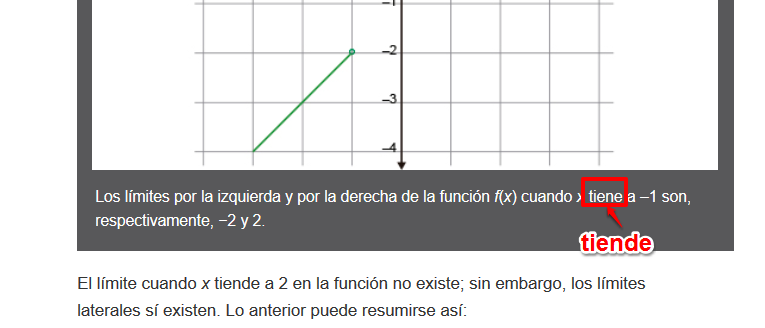 –1
–2
–3
–4
Los límites por la izquierda y por la derecha de la función f(x) cuando x tiene a –1 son,
respectivamente, –2 y 2.
tiende
El límite cuando x tiende a 2 en la función no existe; sin embargo, los límites
laterales sí existen. Lo anterior puede resumirse así: